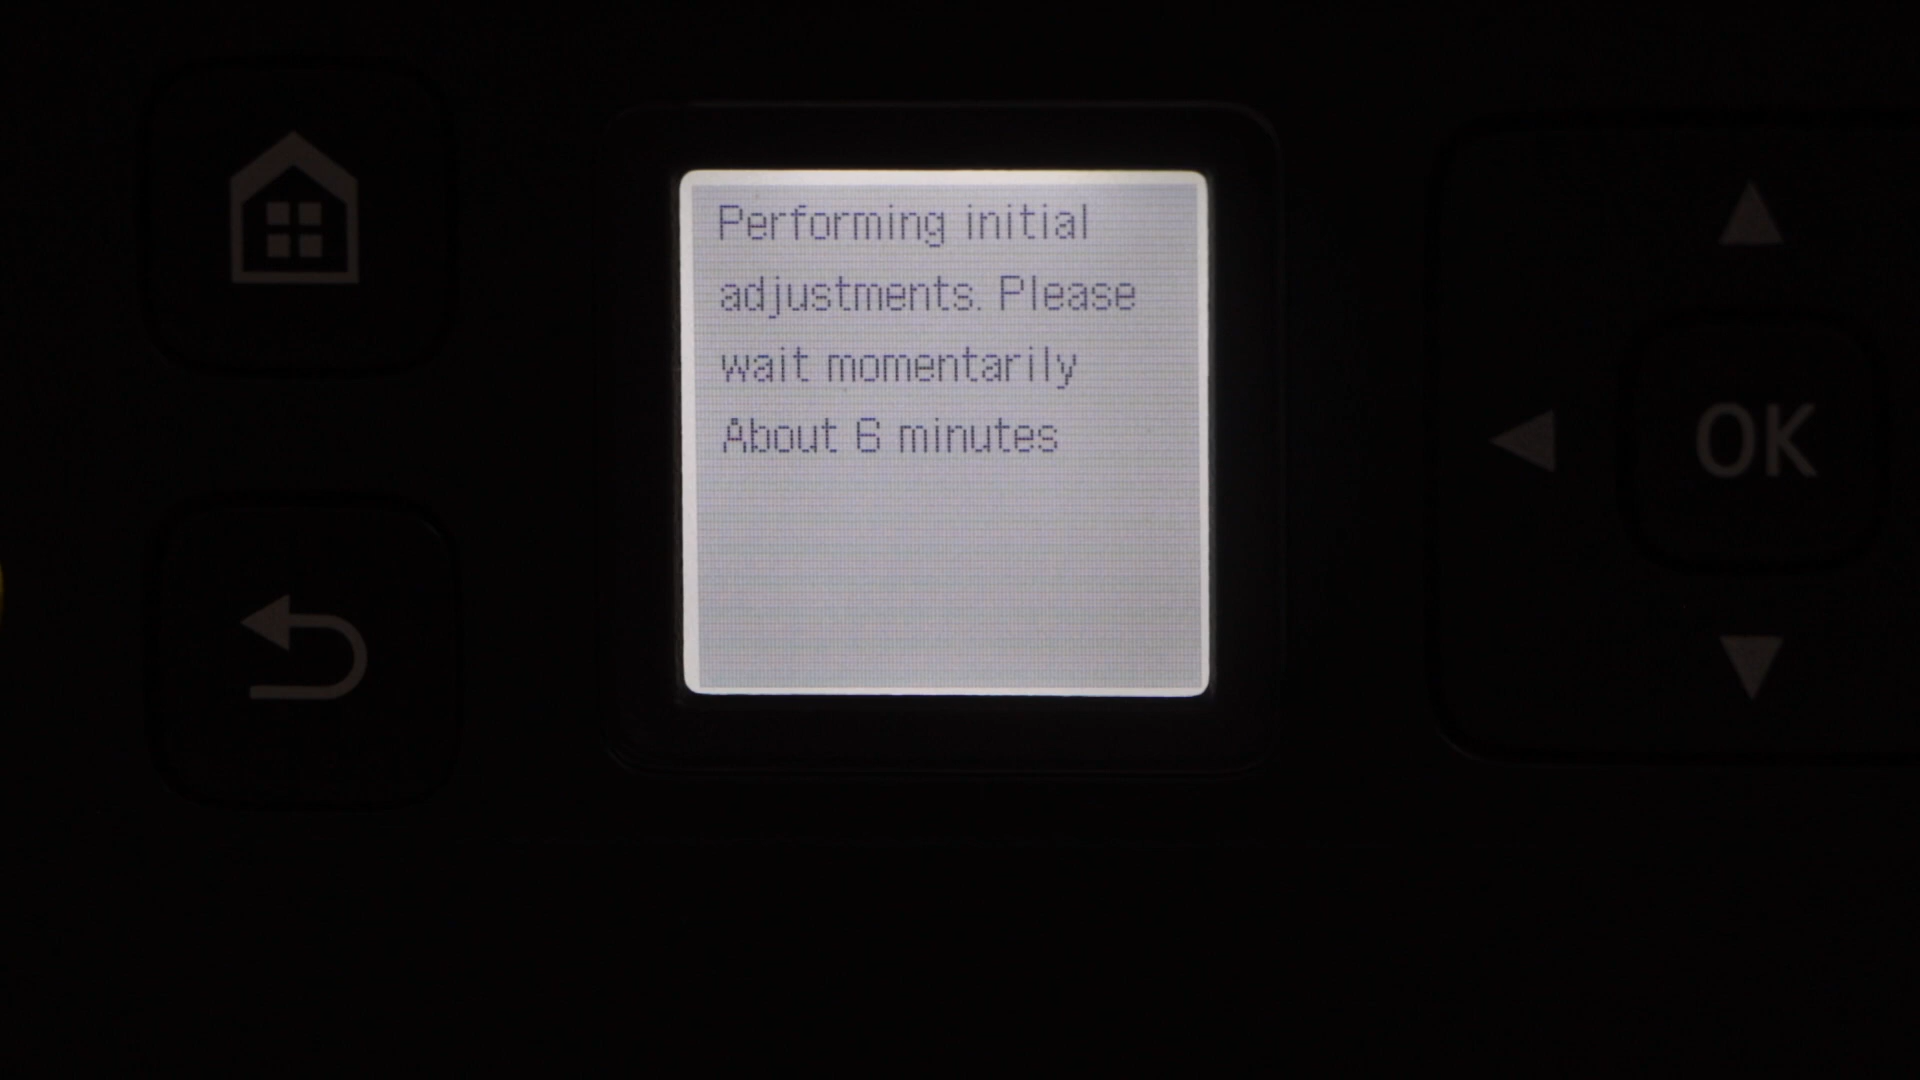 Performing initial
adjustments. Please
wait momentarily
About 6 minutes
OK